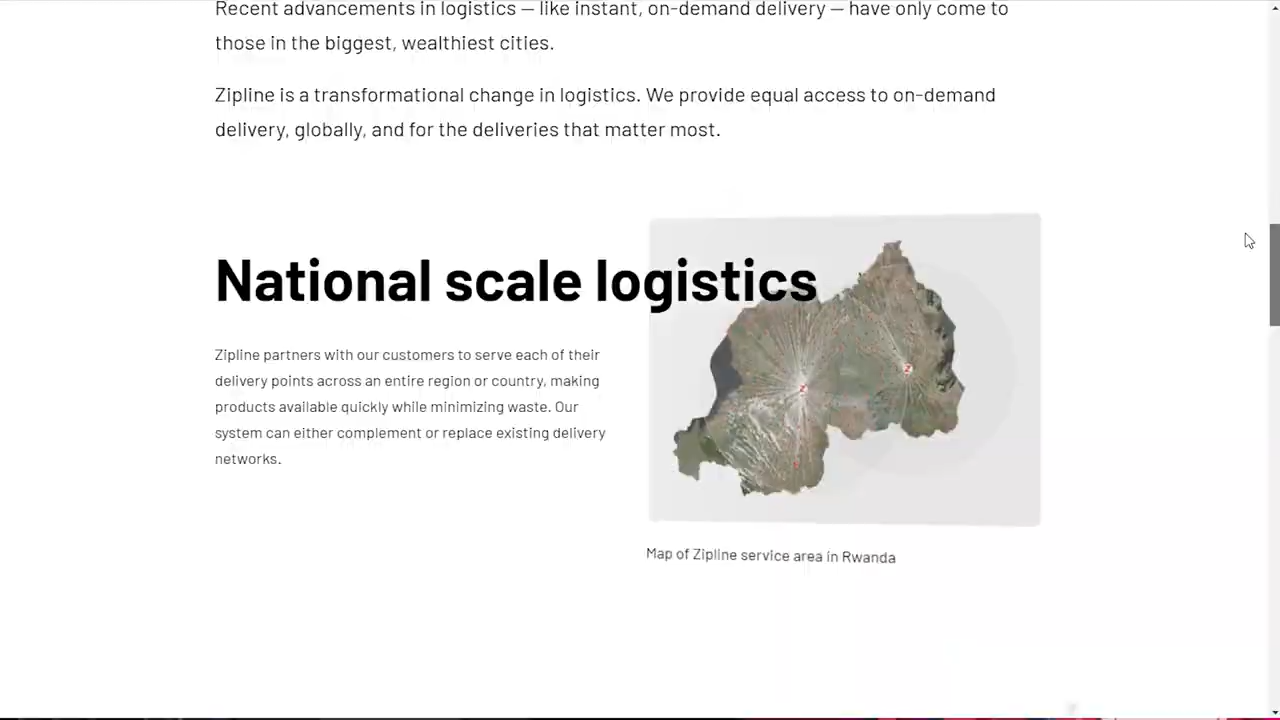 Recent advancements in logistics — like instant, on-demand delivery — have only come to
those in the biggest, wealthiest cities.
Zipline is a transformational change in logistics. We provide equal access to on-demand
delivery, globally, and for the deliveries that matter most.
National scale logistics
Zipline partners with our customers to serve each of their
delivery points across an entire region or country, making
products available quickly while minimizing waste. Our
system can either complement or replace existing delivery
networks.
Z
Z
Map of Zipline service area in Rwanda